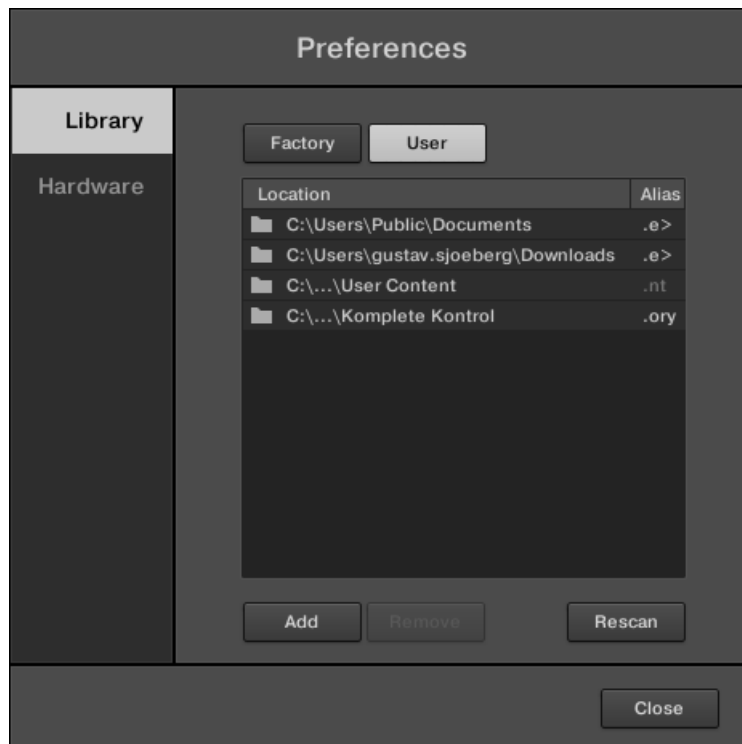 Preferences
Library
Hardware
Factory User
Location Alias
C:\Users\Public\Documents .e>
C:\Users\gustav.sjoeberg\Downloads .e>
C:\...\User Content .nt
C:\...\Komplete Kontrol .ory
Add Remove Rescan
Close